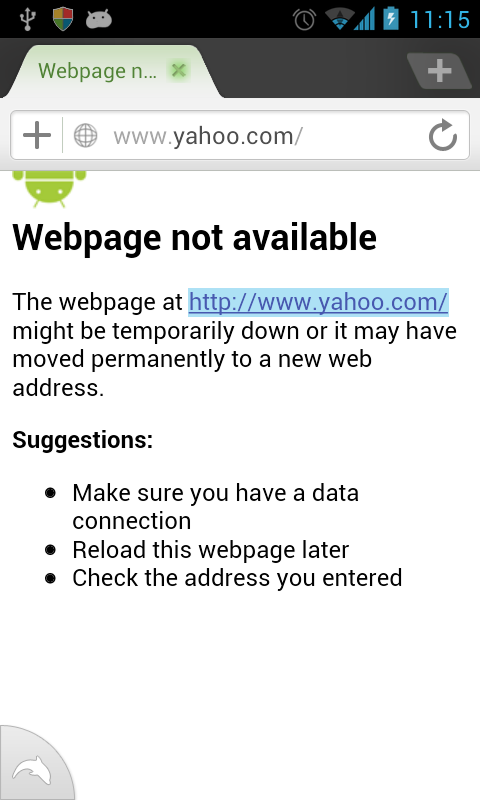 11:15
Webpage n...
www.yahoo.com/
Webpage not available
The webpage at http://www.yahoo.com/
might be temporarily down or it may have
moved permanently to a new web
address.
Suggestions:
Make sure you have a data
connection
Reload this webpage later
Check the address you entered